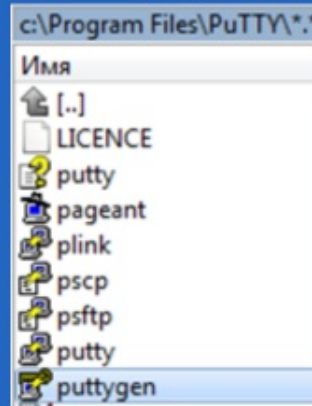 c:\Program Files\PuTTY\*.*
Имя
[..]
LICENCE
putty
pageant
plink
pscp
psftp
putty
puttygen